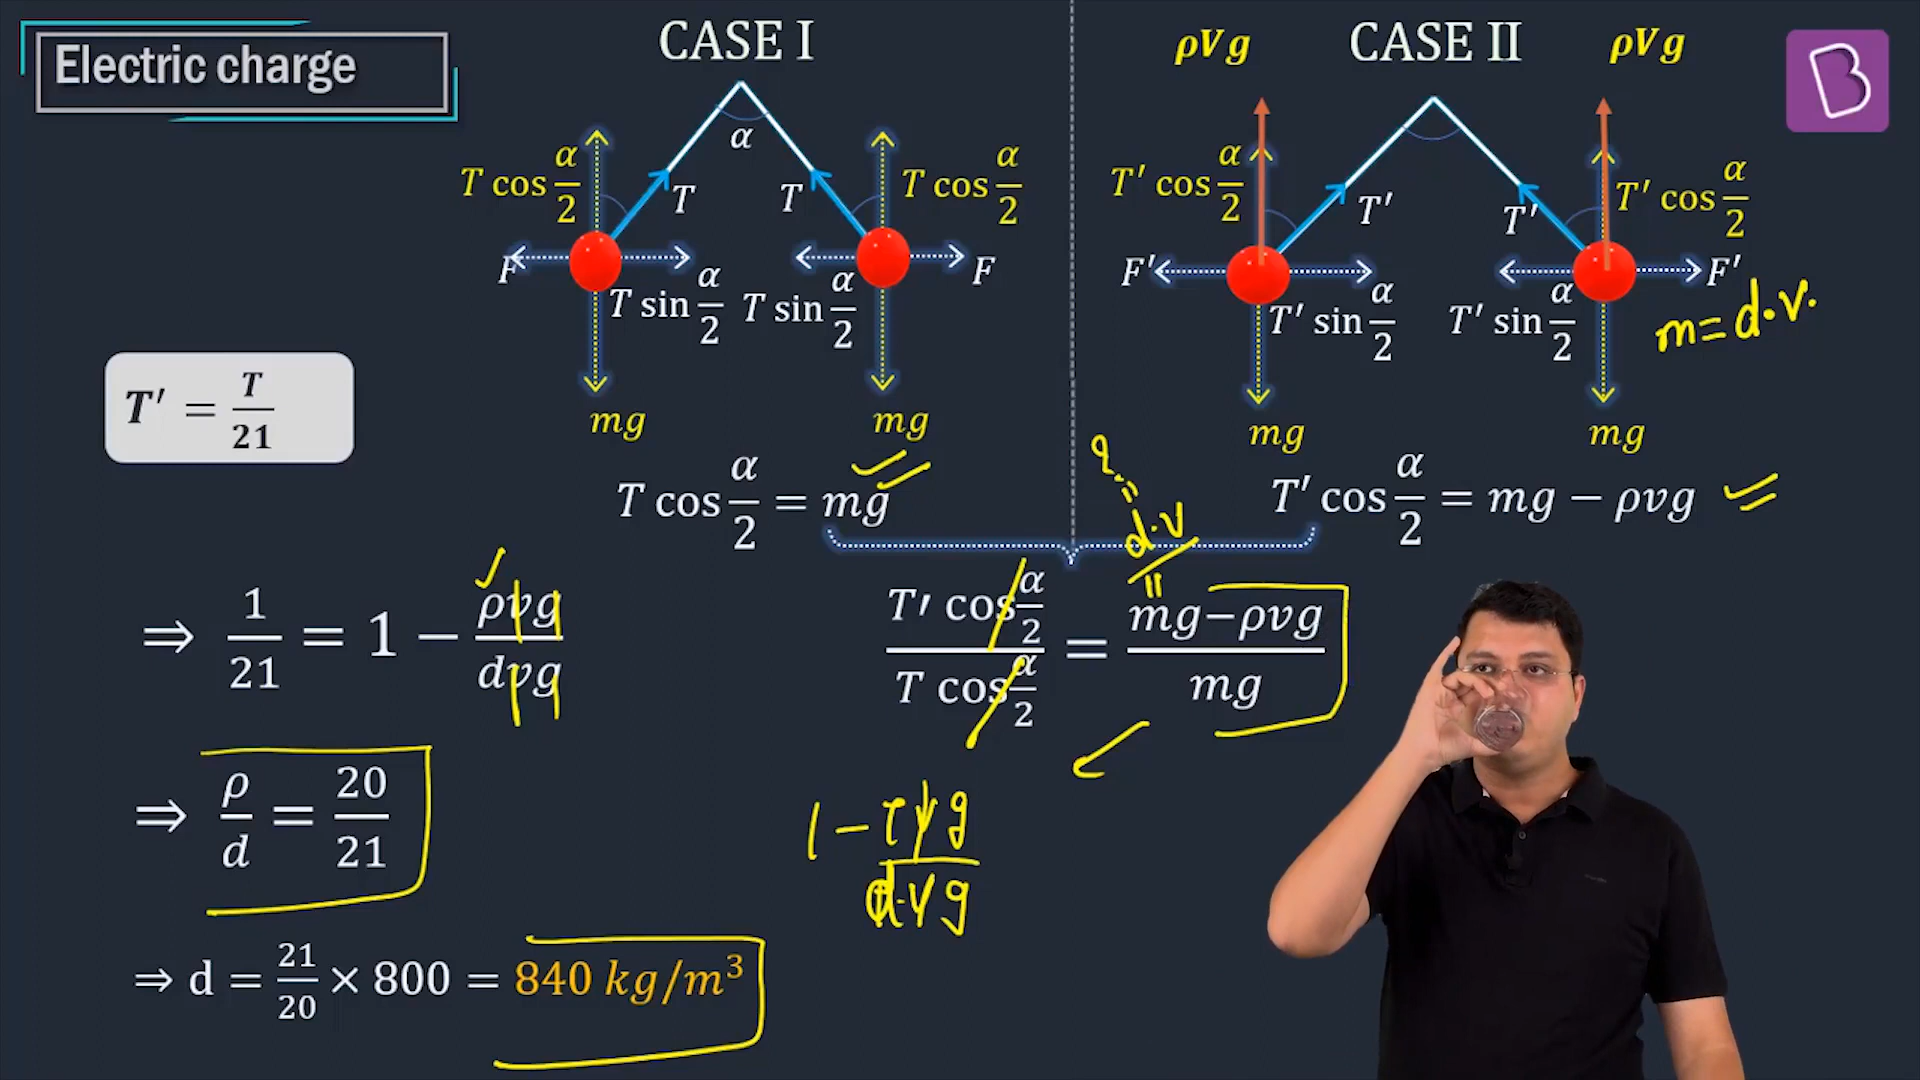 Electric charge
CASE I
α
T cos α/2
T
T
T cos α/2
F
T sin α/2
T sin α/2
F
mg
mg
T cos α/2 = mg
ρVg
CASE II
ρVg
T′ cos α/2
T′
T′
T′ cos α/2
F′
T′ sin α/2
T′ sin α/2
F′
m = d.v.
mg
mg
T′ cos α/2 = mg − ρvg
T′ = T/21
d.v
=
T′ cos α/2 / T cos α/2 = mg−ρvg / mg
⇒ 1/21 = 1 − ρvg/dvg
1 − τVg / d.Vg
⇒ ρ/d = 20/21
⇒ d = 21/20 × 800 = 840 kg/m³
B